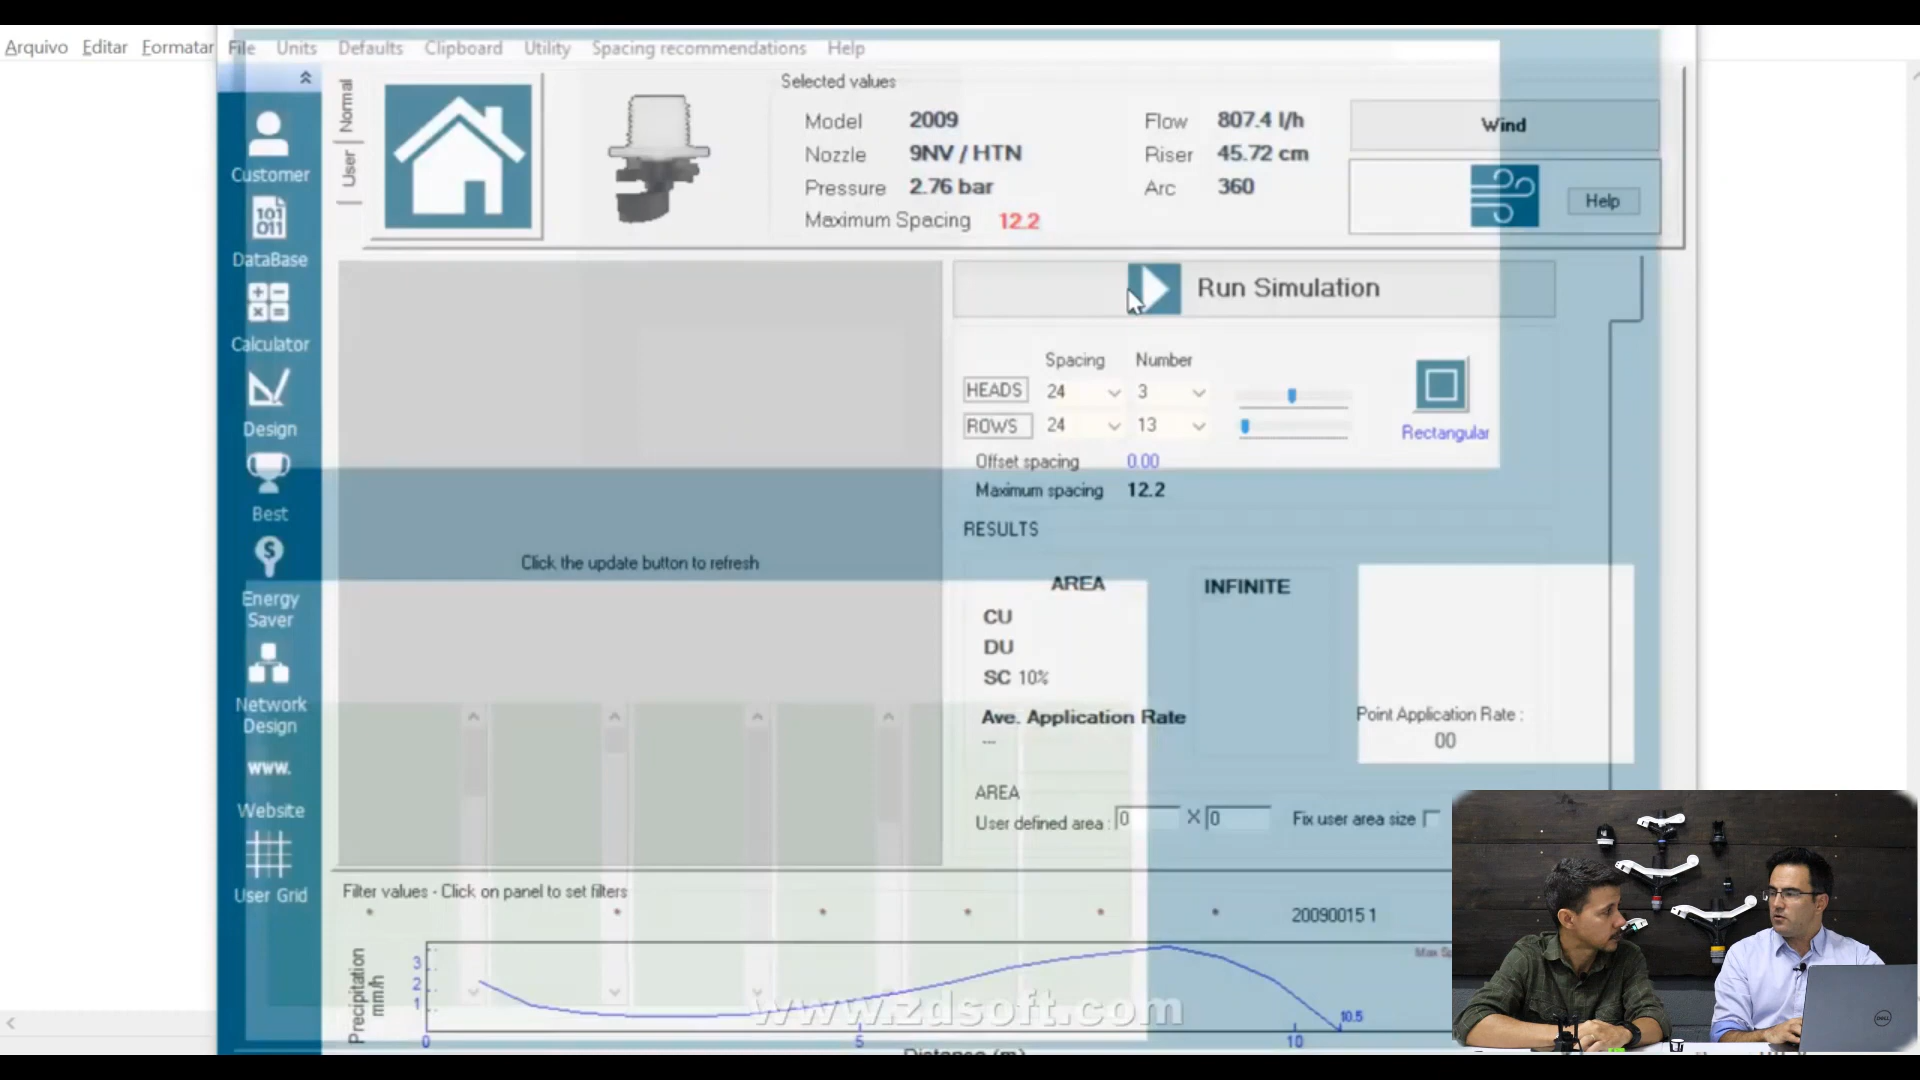 Arquivo Editar Formatar File Units Defaults Clipboard Utility Spacing recommendations Help
Normal
User
Selected values
Model 2009 Flow 807.4 l/h
Nozzle 9NV / HTN Riser 45.72 cm
Pressure 2.76 bar Arc 360
Maximum Spacing 12.2
Wind
Help
Customer
101
011
DataBase
Calculator
Design
Best
Energy
Saver
Network
Design
www.
Website
User Grid
Run Simulation
Spacing Number
HEADS 24 3
ROWS 24 13
Rectangular
Offset spacing 0.00
Maximum spacing 12.2
RESULTS
Click the update button to refresh
AREA INFINITE
CU
DU
SC 10%
Ave. Application Rate
---
Point Application Rate :
00
AREA
User defined area : 0 X 0 Fix user area size
Filter values - Click on panel to set filters
* * * * * * 20090015 1
Precipitation
mm/h
3
2
1
0 5 10
10.5
Distance (m)
www.zdsoft.com
DELL